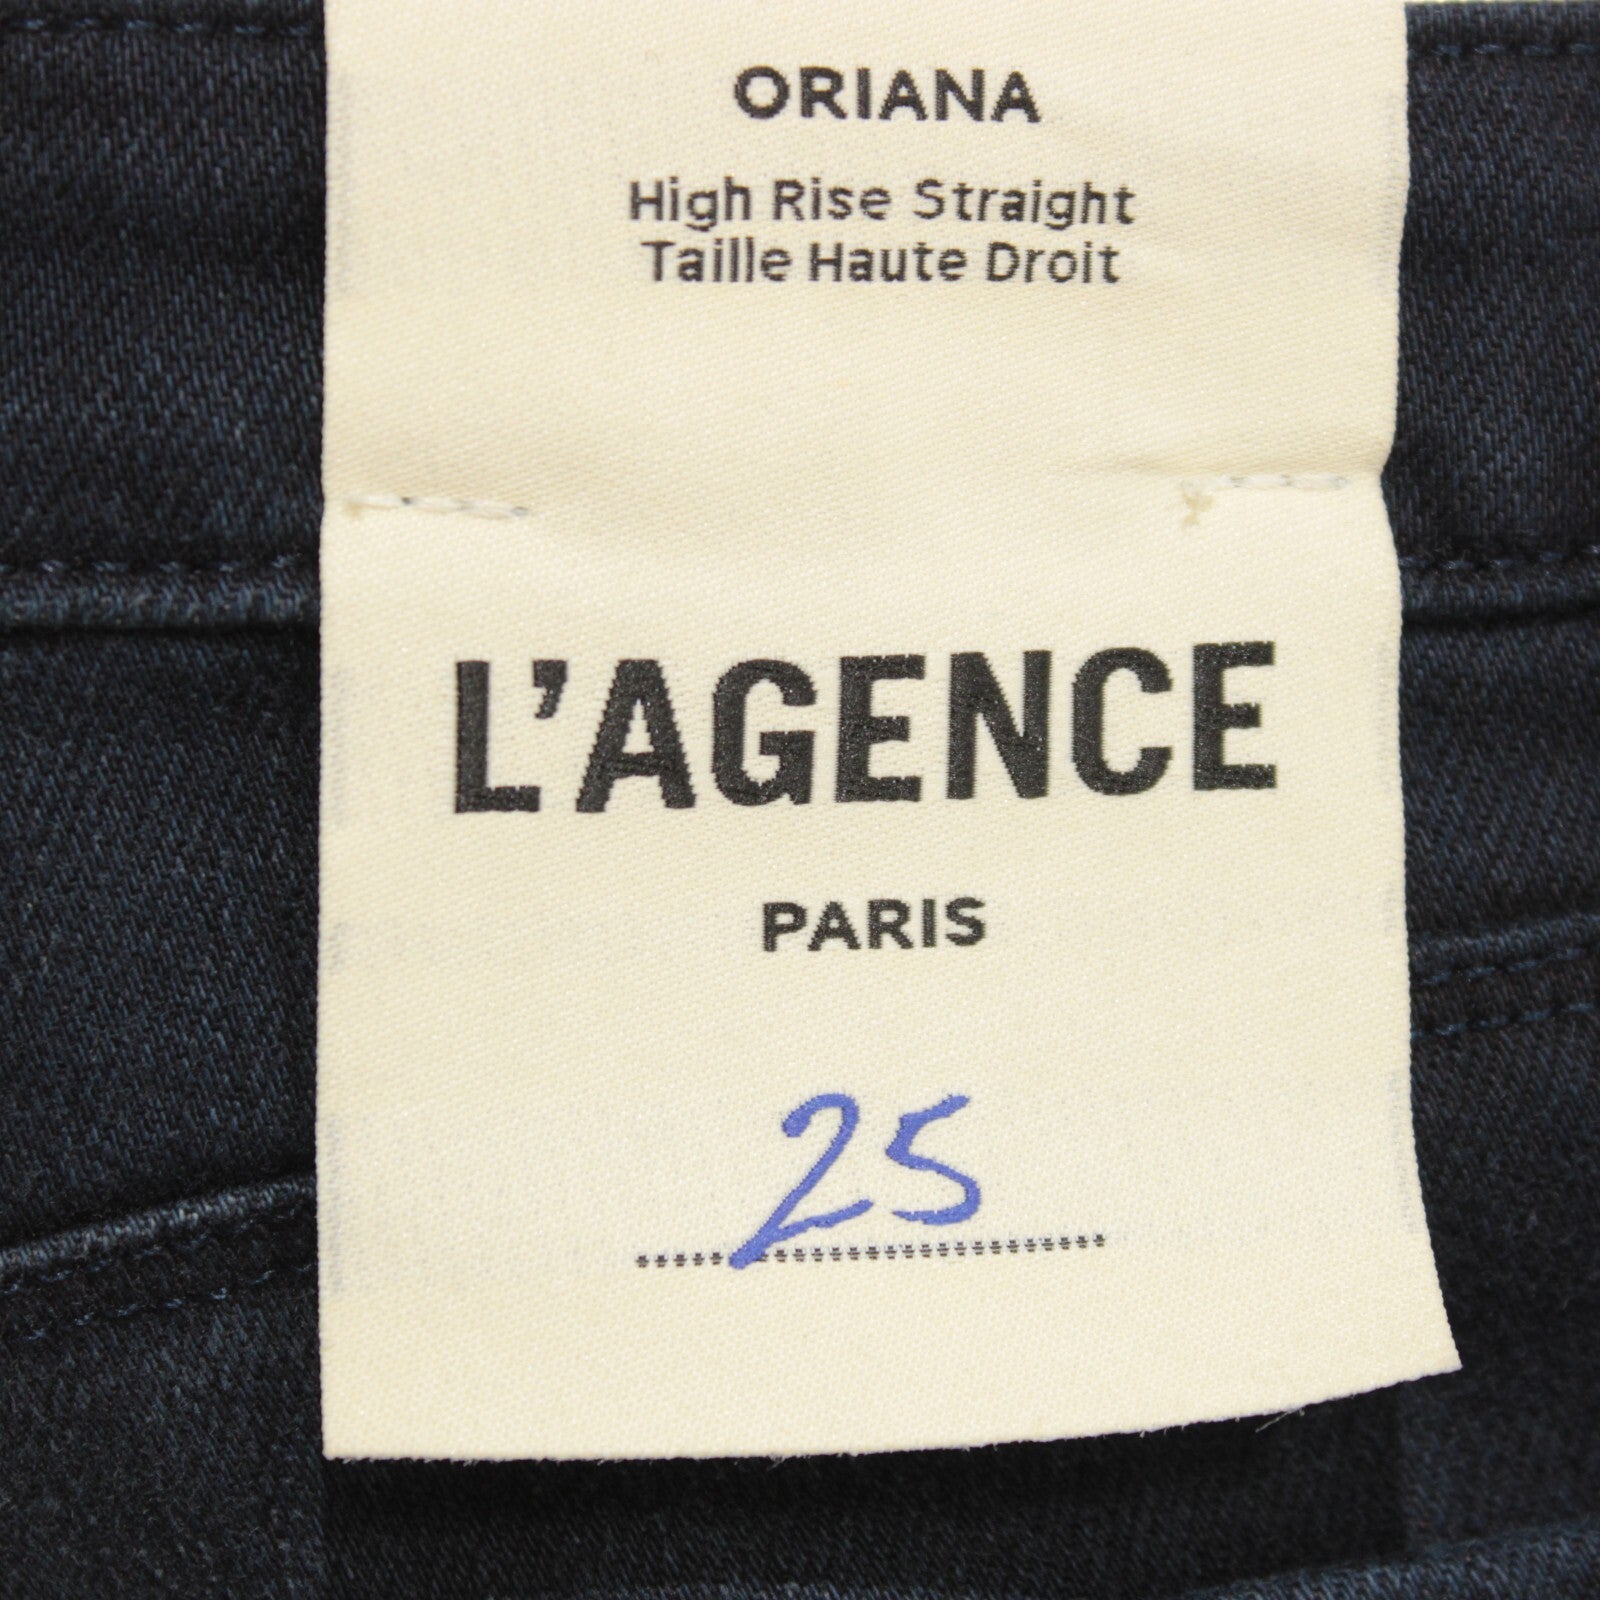 ORIANA
High Rise Straight
Taille Haute Droit
L'AGENCE
PARIS
25